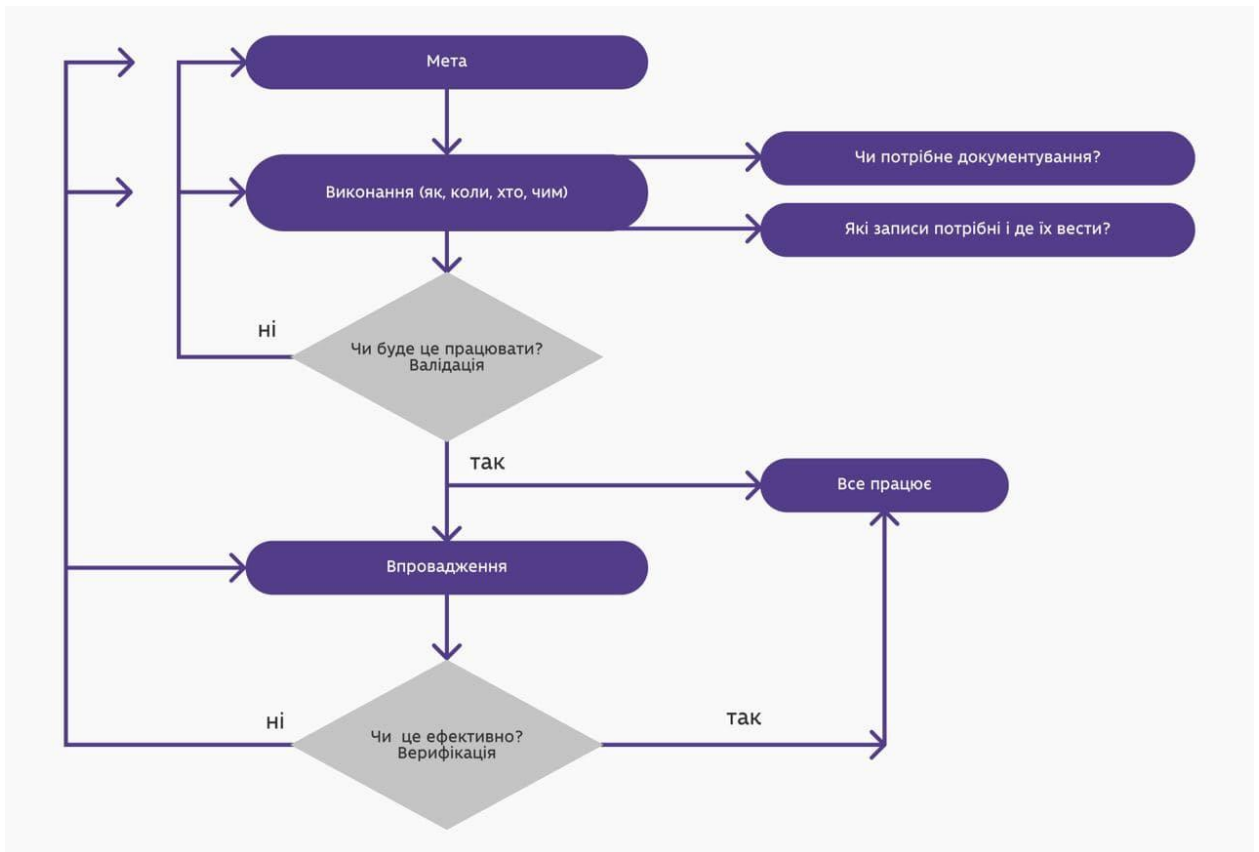 Мета
Чи потрібне документування?
Виконання (як, коли, хто, чим)
Які записи потрібні і де їх вести?
ні
Чи буде це працювати?
Валідація
так
Все працює
Впровадження
ні
так
Чи це ефективно?
Верифікація